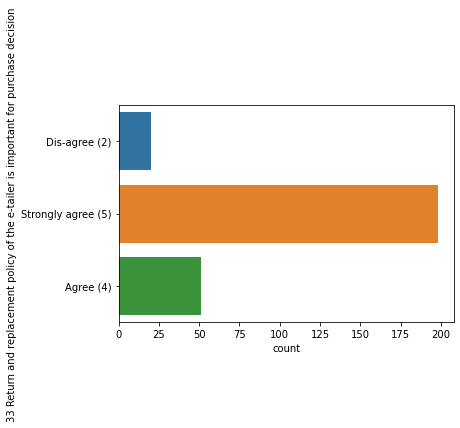 33 Return and replacement policy of the e-tailer is important for purchase decision
Dis-agree (2)
Strongly agree (5)
Agree (4)
0 25 50 75 100 125 150 175 200
count